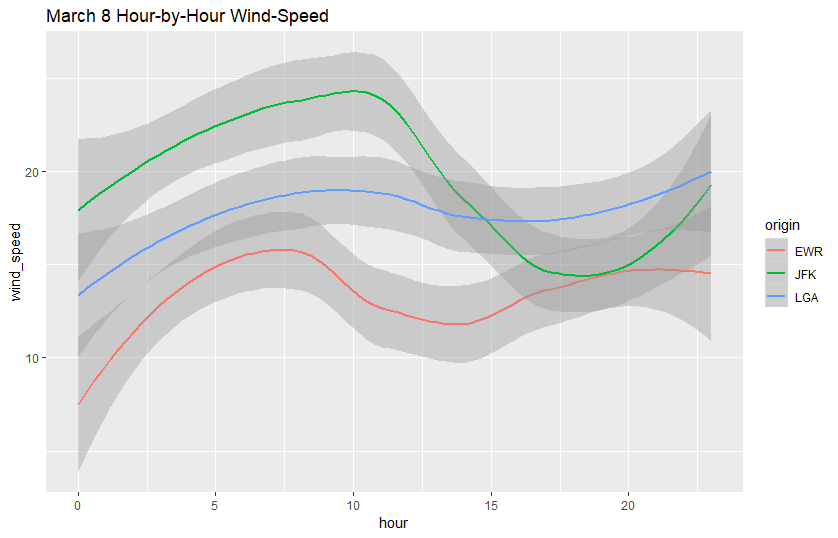 March 8 Hour-by-Hour Wind-Speed
wind_speed
20
10
0
5
10
15
20
hour
origin
EWR
JFK
LGA